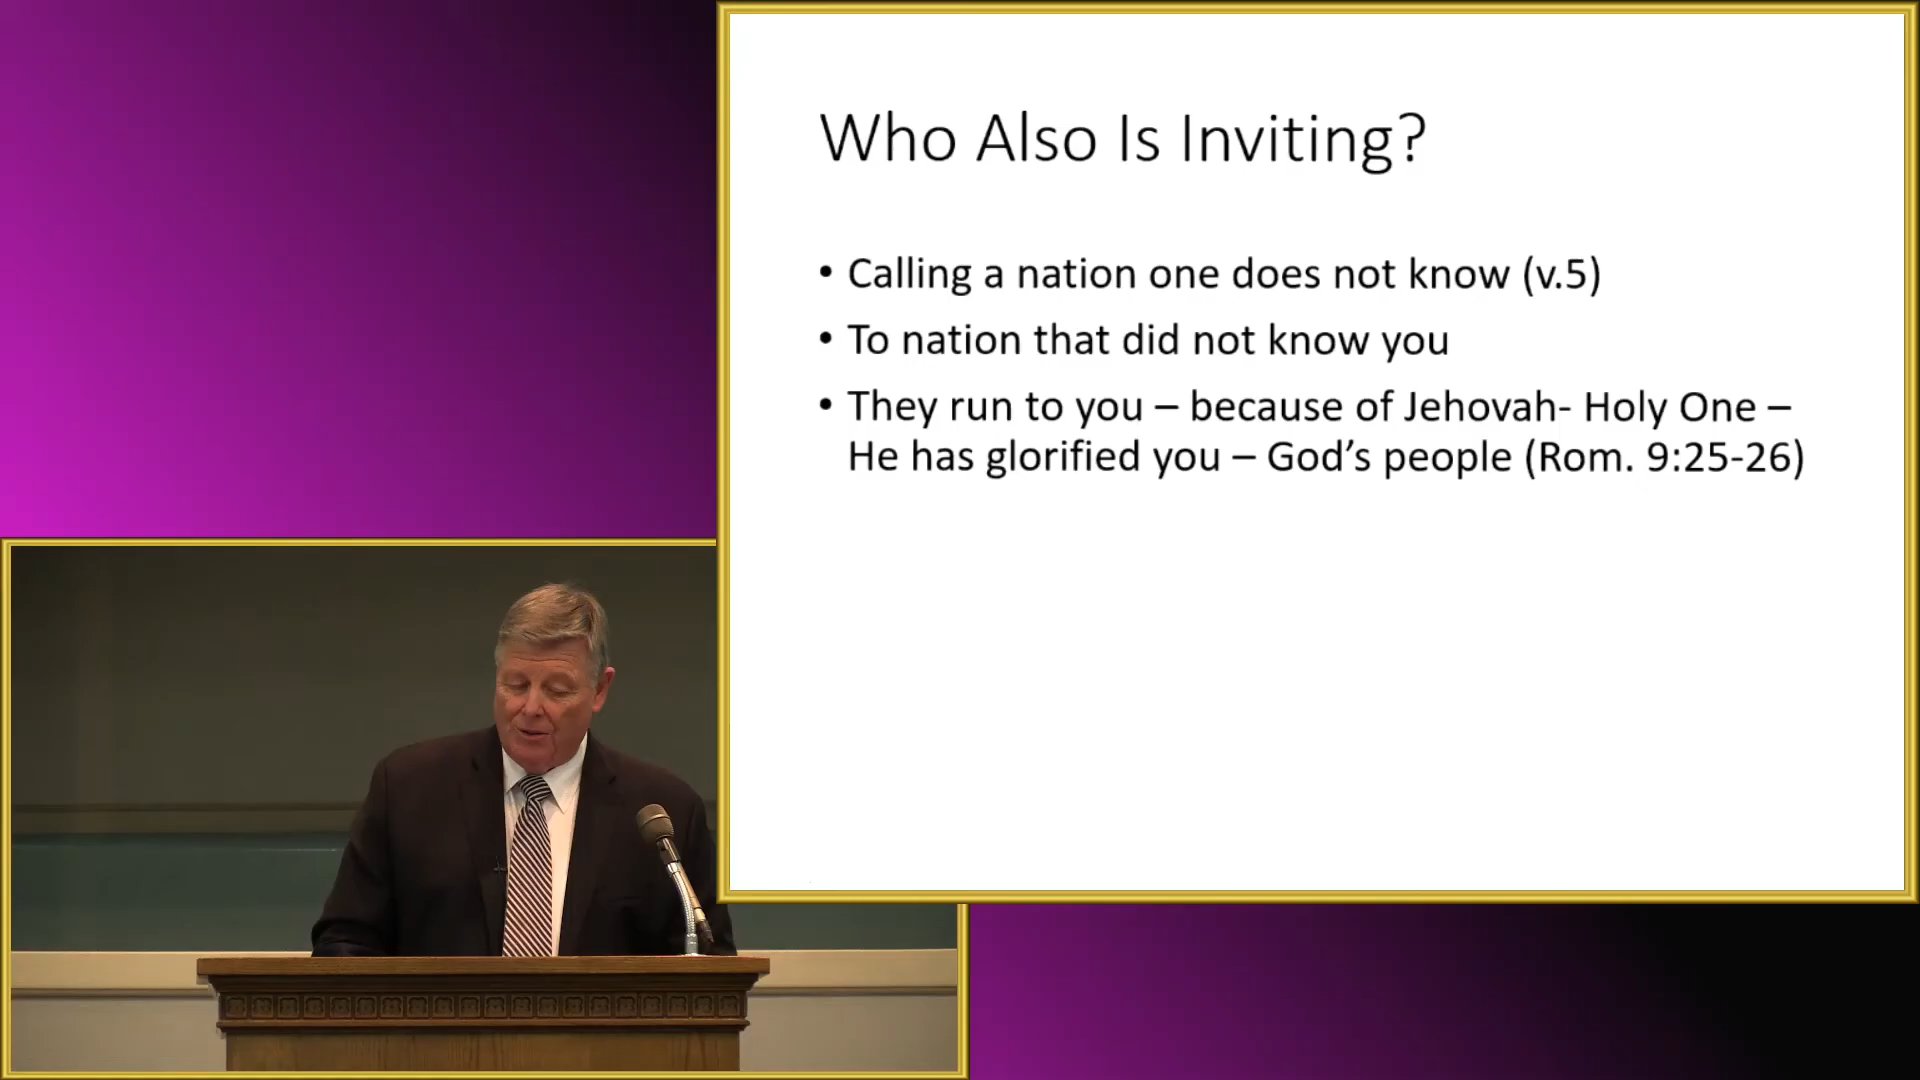 Who Also Is Inviting?
• Calling a nation one does not know (v.5)
• To nation that did not know you
• They run to you – because of Jehovah- Holy One –
He has glorified you – God’s people (Rom. 9:25-26)